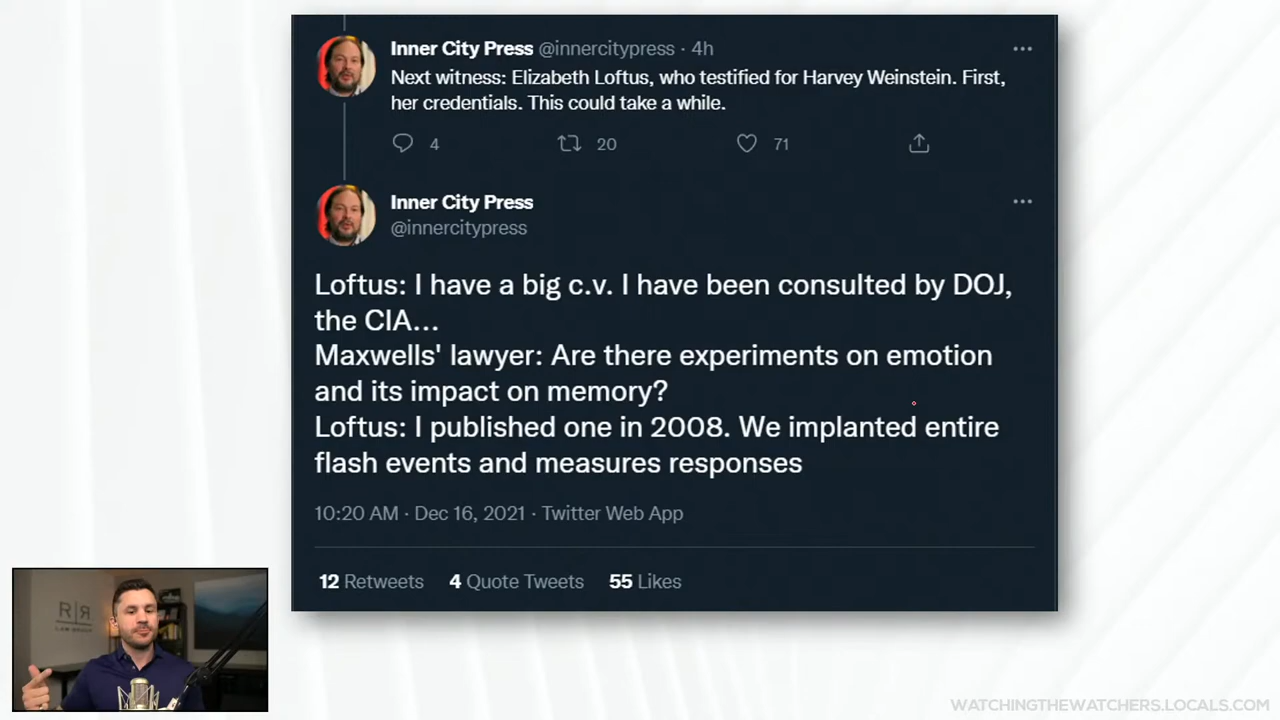 Inner City Press @innercitypress · 4h
Next witness: Elizabeth Loftus, who testified for Harvey Weinstein. First,
her credentials. This could take a while.
4 20 71
Inner City Press
@innercitypress
Loftus: I have a big c.v. I have been consulted by DOJ,
the CIA...
Maxwells' lawyer: Are there experiments on emotion
and its impact on memory?
Loftus: I published one in 2008. We implanted entire
flash events and measures responses
10:20 AM · Dec 16, 2021 · Twitter Web App
12 Retweets 4 Quote Tweets 55 Likes
R|R
LAW GROUP
WATCHINGTHEWATCHERS.LOCALS.COM